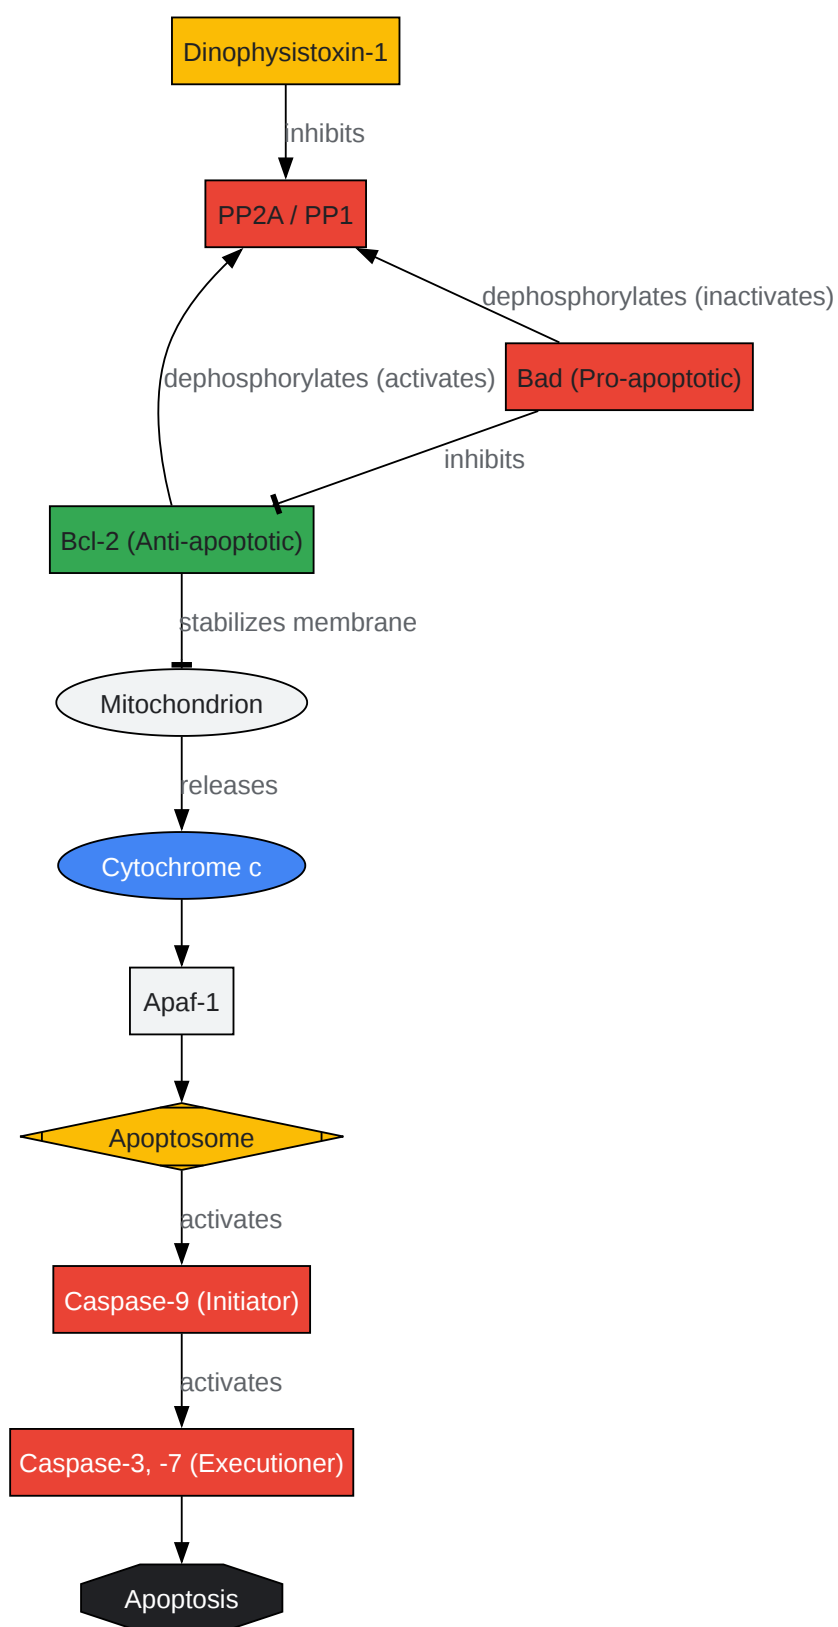 Dinophysistoxin-1
inhibits
PP2A / PP1
dephosphorylates (inactivates)
dephosphorylates (activates)
Bad (Pro-apoptotic)
inhibits
Bcl-2 (Anti-apoptotic)
stabilizes membrane
Mitochondrion
releases
Cytochrome c
Apaf-1
Apoptosome
activates
Caspase-9 (Initiator)
activates
Caspase-3, -7 (Executioner)
Apoptosis